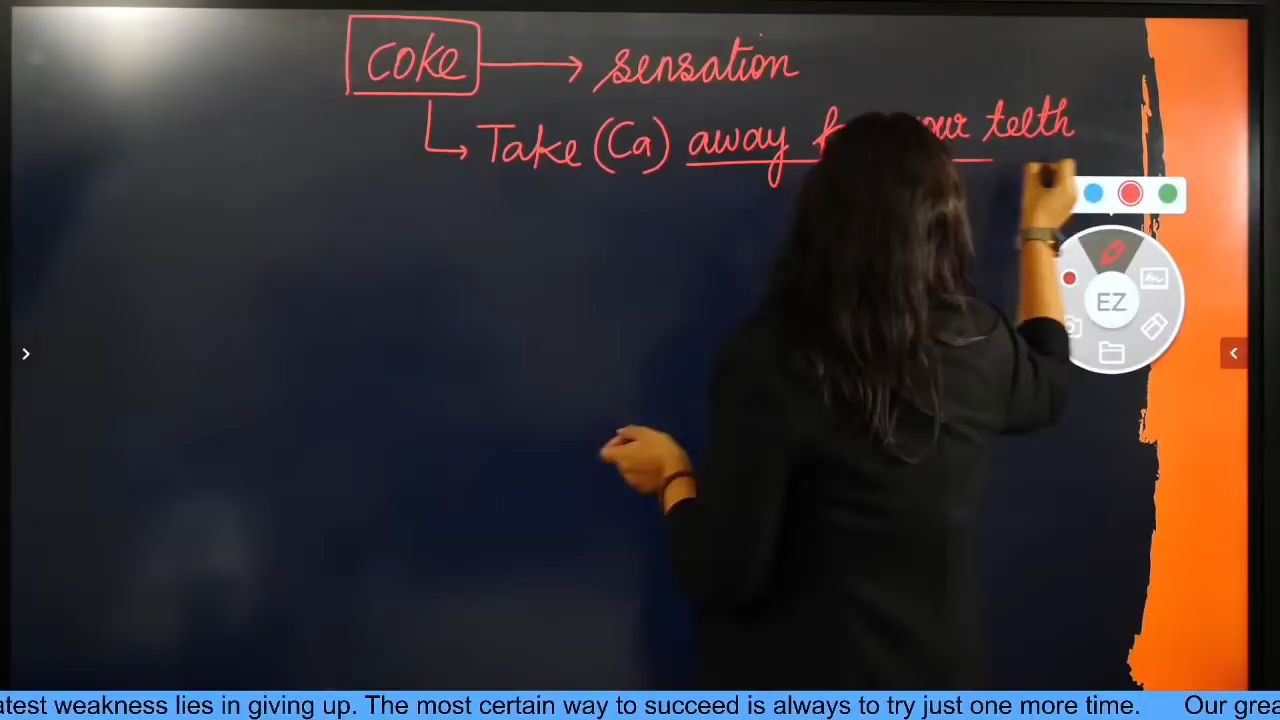 coke → sensation
↳ Take (Ca) away teeth
EZ
atest weakness lies in giving up. The most certain way to succeed is always to try just one more time. Our grea